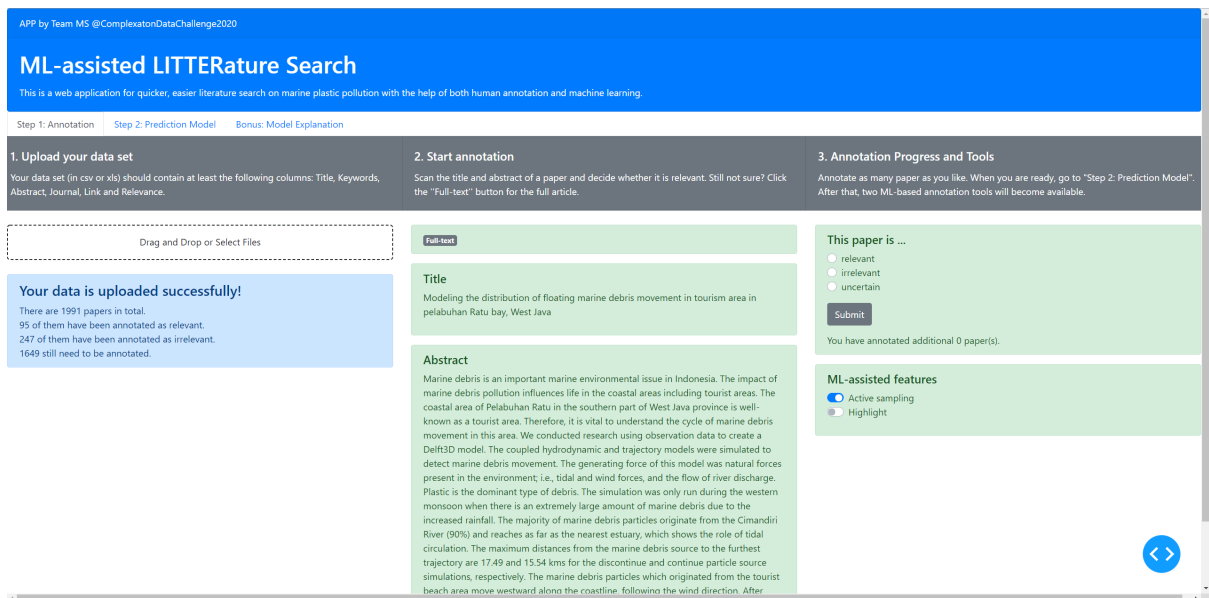 APP by Team MS @ComplexatonDataChallenge2020
ML-assisted LITTERature Search
This is a web application for quicker, easier literature search on marine plastic pollution with the help of both human annotation and machine learning.
Step 1: Annotation
Step 2: Prediction Model
Bonus: Model Explanation
1. Upload your data set
Your data set (in csv or xls) should contain at least the following columns: Title, Keywords,
Abstract, Journal, Link and Relevance.
2. Start annotation
Scan the title and abstract of a paper and decide whether it is relevant. Still not sure? Click
the "Full-text" button for the full article.
3. Annotation Progress and Tools
Annotate as many paper as you like. When you are ready, go to "Step 2: Prediction Model".
After that, two ML-based annotation tools will become available.
Drag and Drop or Select Files
Your data is uploaded successfully!
There are 1991 papers in total.
95 of them have been annotated as relevant.
247 of them have been annotated as irrelevant.
1649 still need to be annotated.
Full-text
Title
Modeling the distribution of floating marine debris movement in tourism area in
pelabuhan Ratu bay, West Java
Abstract
Marine debris is an important marine environmental issue in Indonesia. The impact of
marine debris pollution influences life in the coastal areas including tourist areas. The
coastal area of Pelabuhan Ratu in the southern part of West Java province is well-
known as a tourist area. Therefore, it is vital to understand the cycle of marine debris
movement in this area. We conducted research using observation data to create a
Delft3D model. The coupled hydrodynamic and trajectory models were simulated to
detect marine debris movement. The generating force of this model was natural forces
present in the environment; i.e., tidal and wind forces, and the flow of river discharge.
Plastic is the dominant type of debris. The simulation was only run during the western
monsoon when there is an extremely large amount of marine debris due to the
increased rainfall. The majority of marine debris particles originate from the Cimandiri
River (90%) and reaches as far as the nearest estuary, which shows the role of tidal
circulation. The maximum distances from the marine debris source to the furthest
trajectory are 17.49 and 15.54 kms for the discontinue and continue particle source
simulations, respectively. The marine debris particles which originated from the tourist
beach area move westward along the coastline, following the wind direction. After
This paper is ...
relevant
irrelevant
uncertain
Submit
You have annotated additional 0 paper(s).
ML-assisted features
Active sampling
Highlight